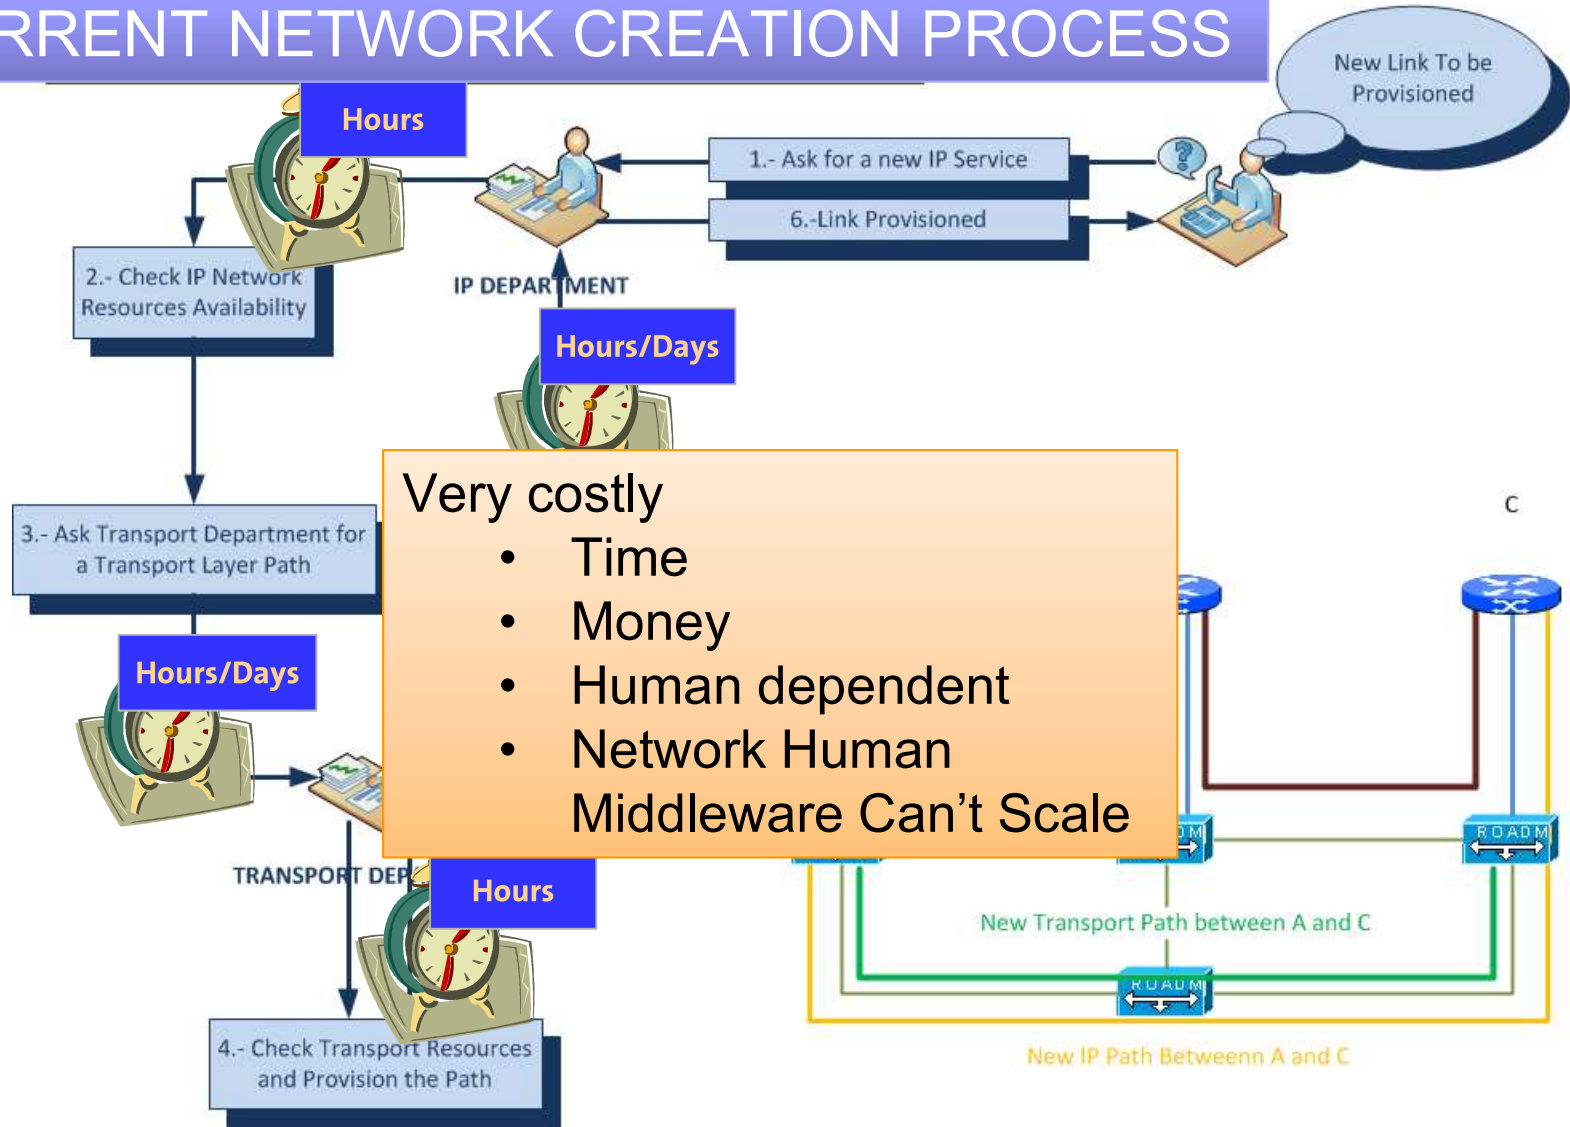 RRENT NETWORK CREATION PROCESS
New Link To be
Provisioned
Hours
1.- Ask for a new IP Service
6.-Link Provisioned
2.- Check IP Network
Resources Availability
IP DEPARTMENT
Hours/Days
3.- Ask Transport Department for
a Transport Layer Path
Very costly
• Time
• Money
• Human dependent
• Network Human
Middleware Can’t Scale
C
Hours/Days
ROADM
TRANSPORT DEP
Hours
New Transport Path between A and C
ROADM
4.- Check Transport Resources
and Provision the Path
New IP Path Betweenn A and C